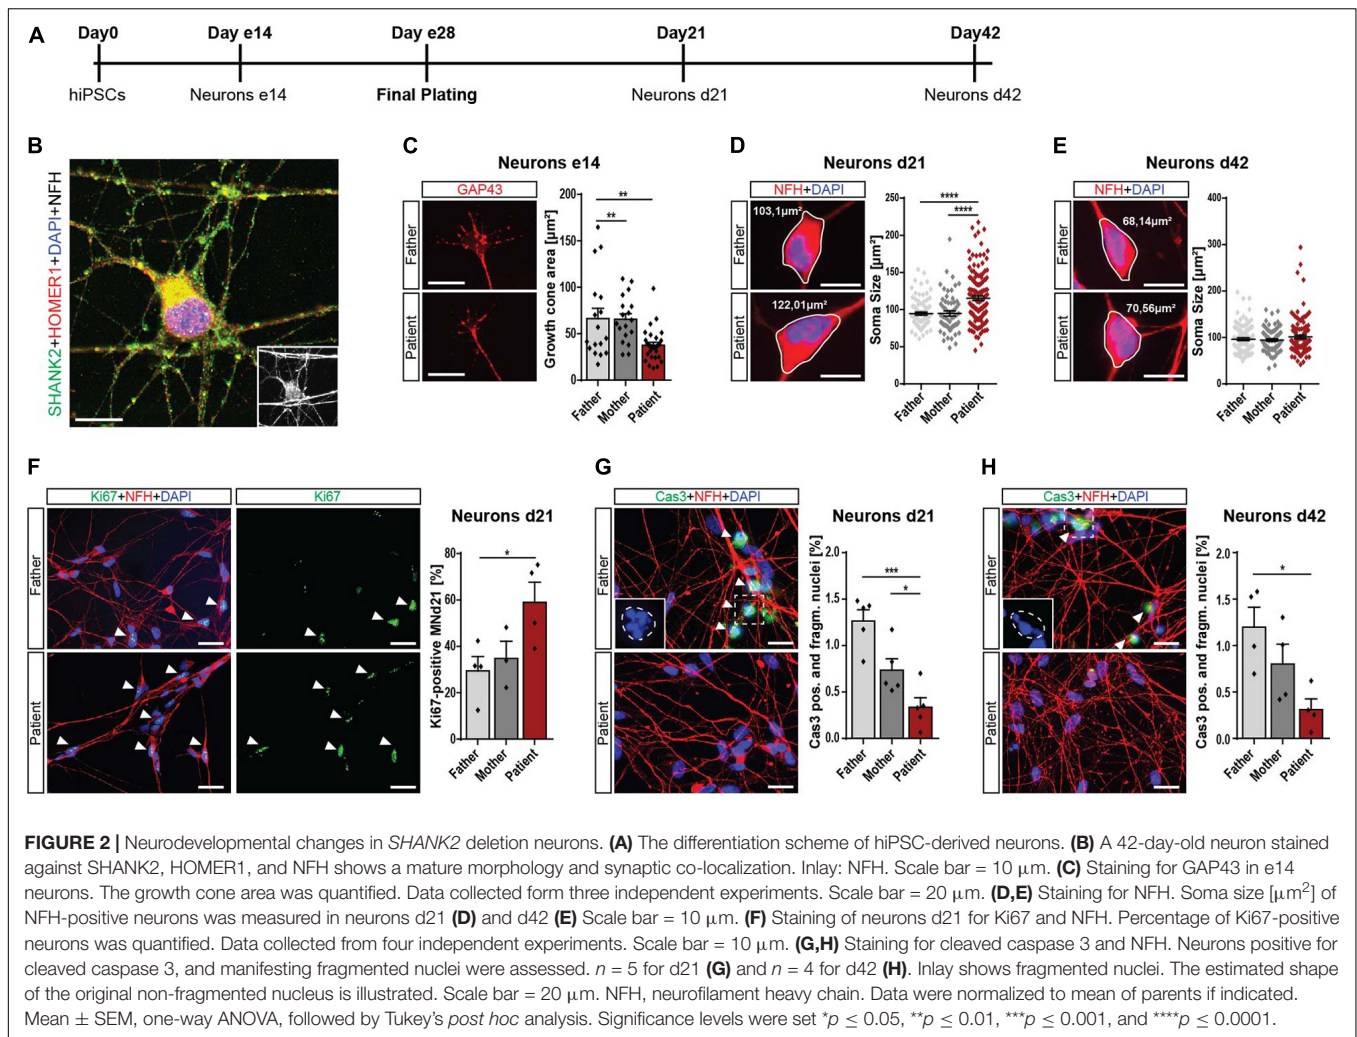 A
Day0 Day e14 Day e28 Day21 Day42
hiPSCs Neurons e14 Final Plating Neurons d21 Neurons d42
B
SHANK2+HOMER1+DAPI+NFH
C
Neurons e14
GAP43
Father
Patient
Growth cone area [µm²]
200
150
100
50
0
**
**
Father Mother Patient
D
Neurons d21
NFH+DAPI
Father
103,1µm²
Patient
122,01µm²
Soma Size [µm²]
250
200
150
100
50
0
****
****
Father Mother Patient
E
Neurons d42
NFH+DAPI
Father
68,14µm²
Patient
70,56µm²
Soma Size [µm²]
400
300
200
100
0
Father Mother Patient
F
Ki67+NFH+DAPI Ki67
Father
Patient
Neurons d21
Ki67-positive MNd21 [%]
80
60
40
20
0
*
Father Mother Patient
G
Cas3+NFH+DAPI
Father
Patient
Neurons d21
Cas3 pos. and fragm. nuclei [%]
2.0
1.5
1.0
0.5
0.0
***
*
Father Mother Patient
H
Cas3+NFH+DAPI
Father
Patient
Neurons d42
Cas3 pos. and fragm. nuclei [%]
2.0
1.5
1.0
0.5
0.0
*
Father Mother Patient
FIGURE 2 | Neurodevelopmental changes in SHANK2 deletion neurons. (A) The differentiation scheme of hiPSC-derived neurons. (B) A 42-day-old neuron stained
against SHANK2, HOMER1, and NFH shows a mature morphology and synaptic co-localization. Inlay: NFH. Scale bar = 10 µm. (C) Staining for GAP43 in e14
neurons. The growth cone area was quantified. Data collected form three independent experiments. Scale bar = 20 µm. (D,E) Staining for NFH. Soma size [µm²] of
NFH-positive neurons was measured in neurons d21 (D) and d42 (E) Scale bar = 10 µm. (F) Staining of neurons d21 for Ki67 and NFH. Percentage of Ki67-positive
neurons was quantified. Data collected from four independent experiments. Scale bar = 10 µm. (G,H) Staining for cleaved caspase 3 and NFH. Neurons positive for
cleaved caspase 3, and manifesting fragmented nuclei were assessed. n = 5 for d21 (G) and n = 4 for d42 (H). Inlay shows fragmented nuclei. The estimated shape
of the original non-fragmented nucleus is illustrated. Scale bar = 20 µm. NFH, neurofilament heavy chain. Data were normalized to mean of parents if indicated.
Mean ± SEM, one-way ANOVA, followed by Tukey's post hoc analysis. Significance levels were set *p ≤ 0.05, **p ≤ 0.01, ***p ≤ 0.001, and ****p ≤ 0.0001.